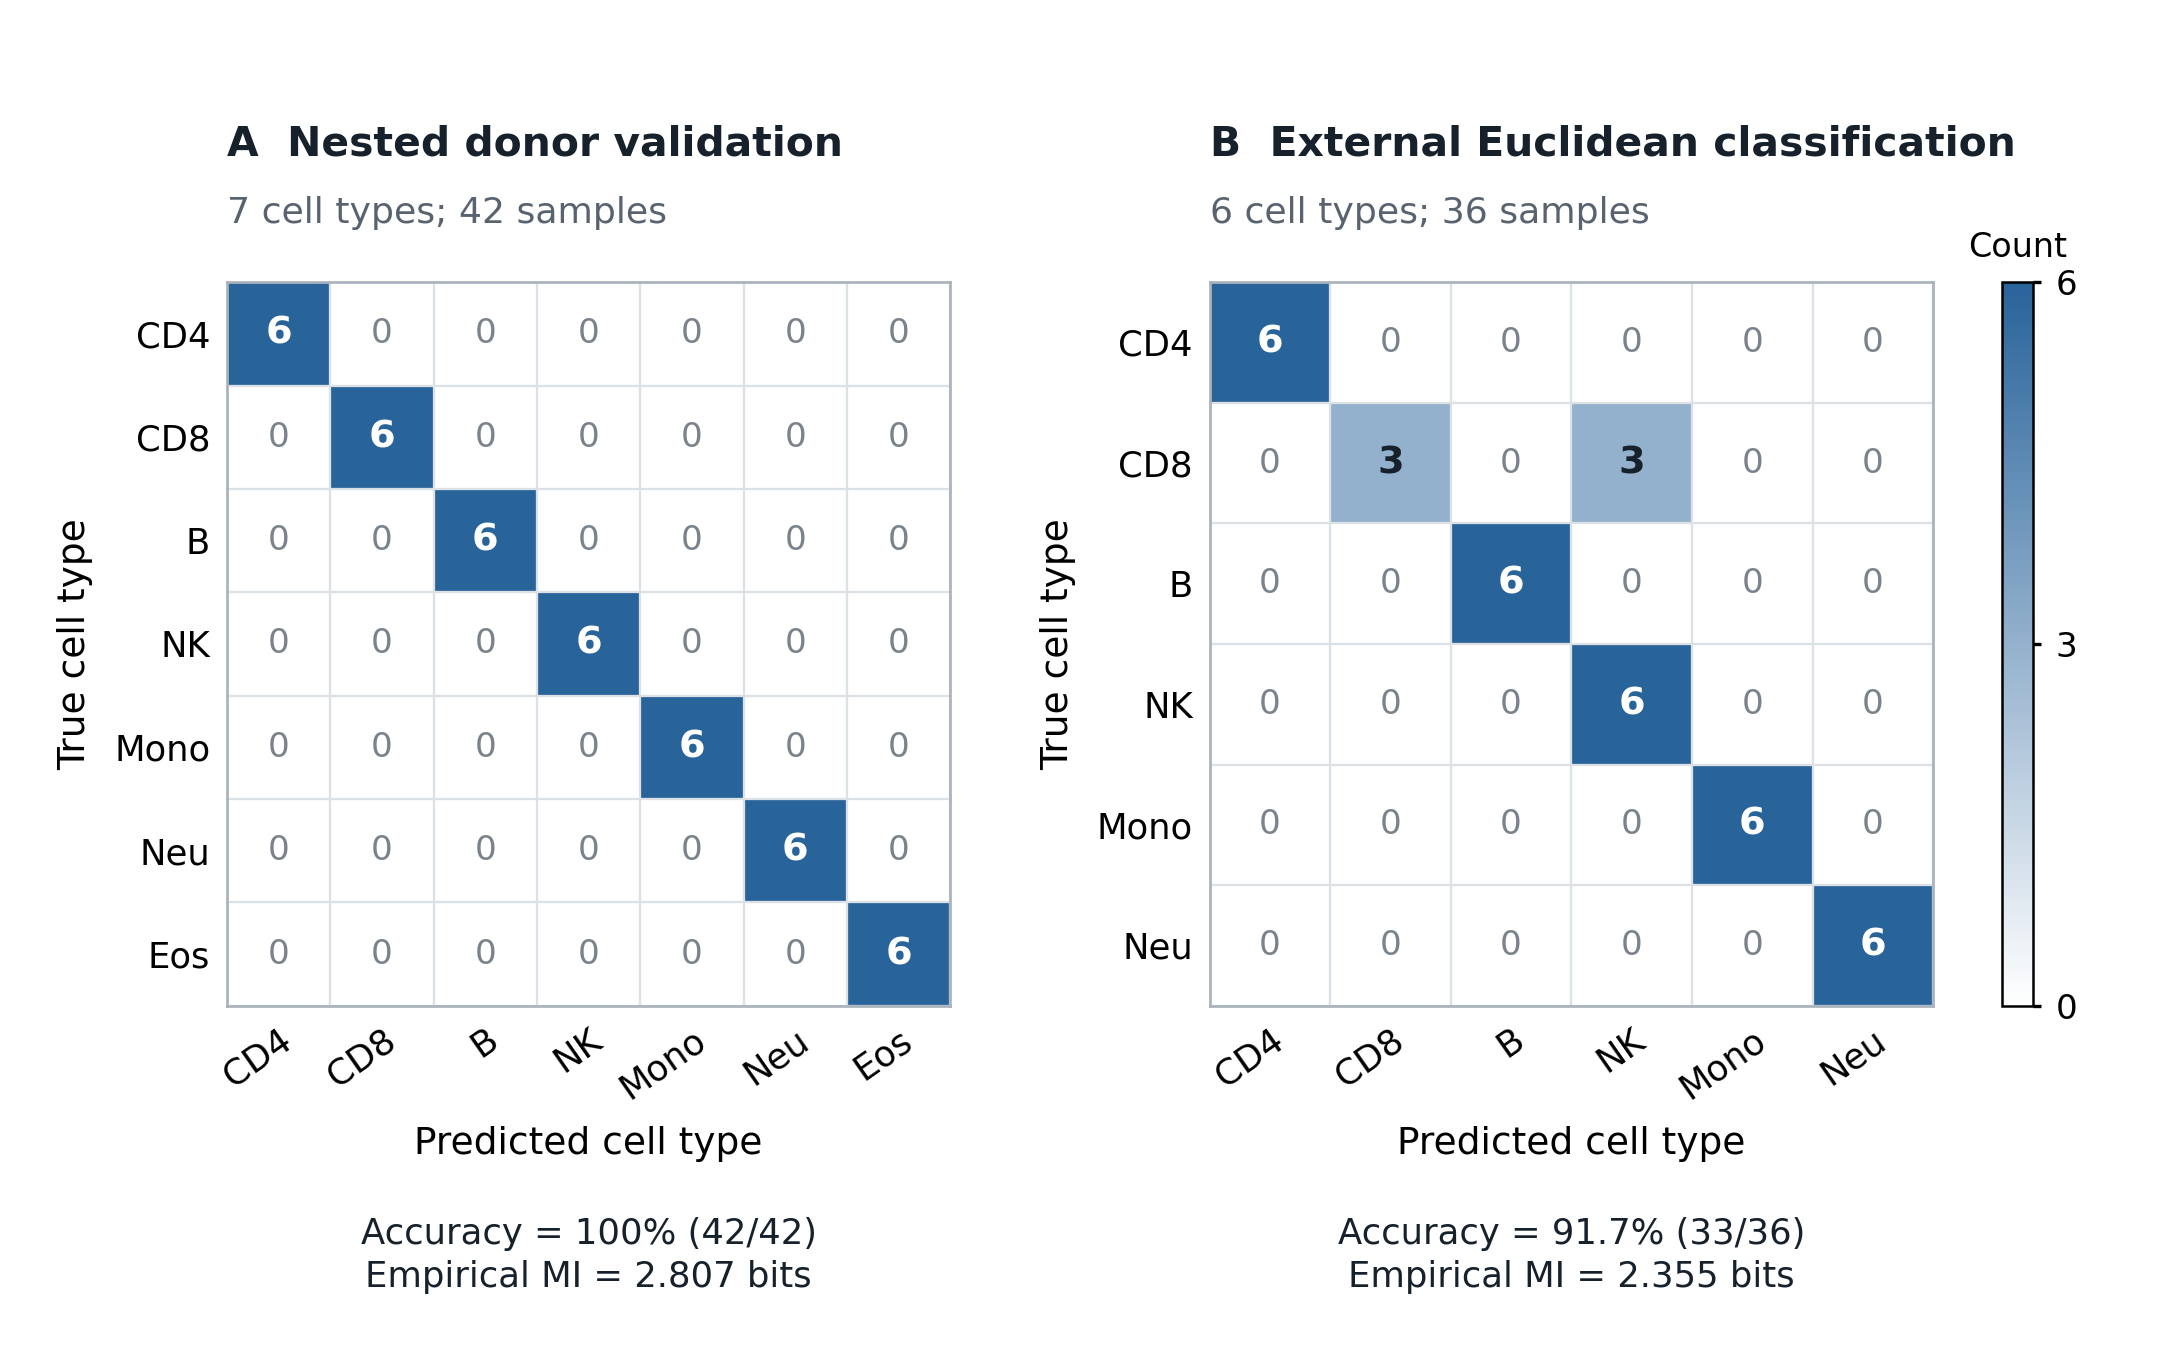 A  Nested donor validation
7 cell types; 42 samples
True cell type
CD4 6 0 0 0 0 0 0
CD8 0 6 0 0 0 0 0
B 0 0 6 0 0 0 0
NK 0 0 0 6 0 0 0
Mono 0 0 0 0 6 0 0
Neu 0 0 0 0 0 6 0
Eos 0 0 0 0 0 0 6
CD4 CD8 B NK Mono Neu Eos
Predicted cell type
Accuracy = 100% (42/42)
Empirical MI = 2.807 bits
B  External Euclidean classification
6 cell types; 36 samples
True cell type
CD4 6 0 0 0 0 0
CD8 0 3 0 3 0 0
B 0 0 6 0 0 0
NK 0 0 0 6 0 0
Mono 0 0 0 0 6 0
Neu 0 0 0 0 0 6
CD4 CD8 B NK Mono Neu
Predicted cell type
Accuracy = 91.7% (33/36)
Empirical MI = 2.355 bits
Count
6
3
0